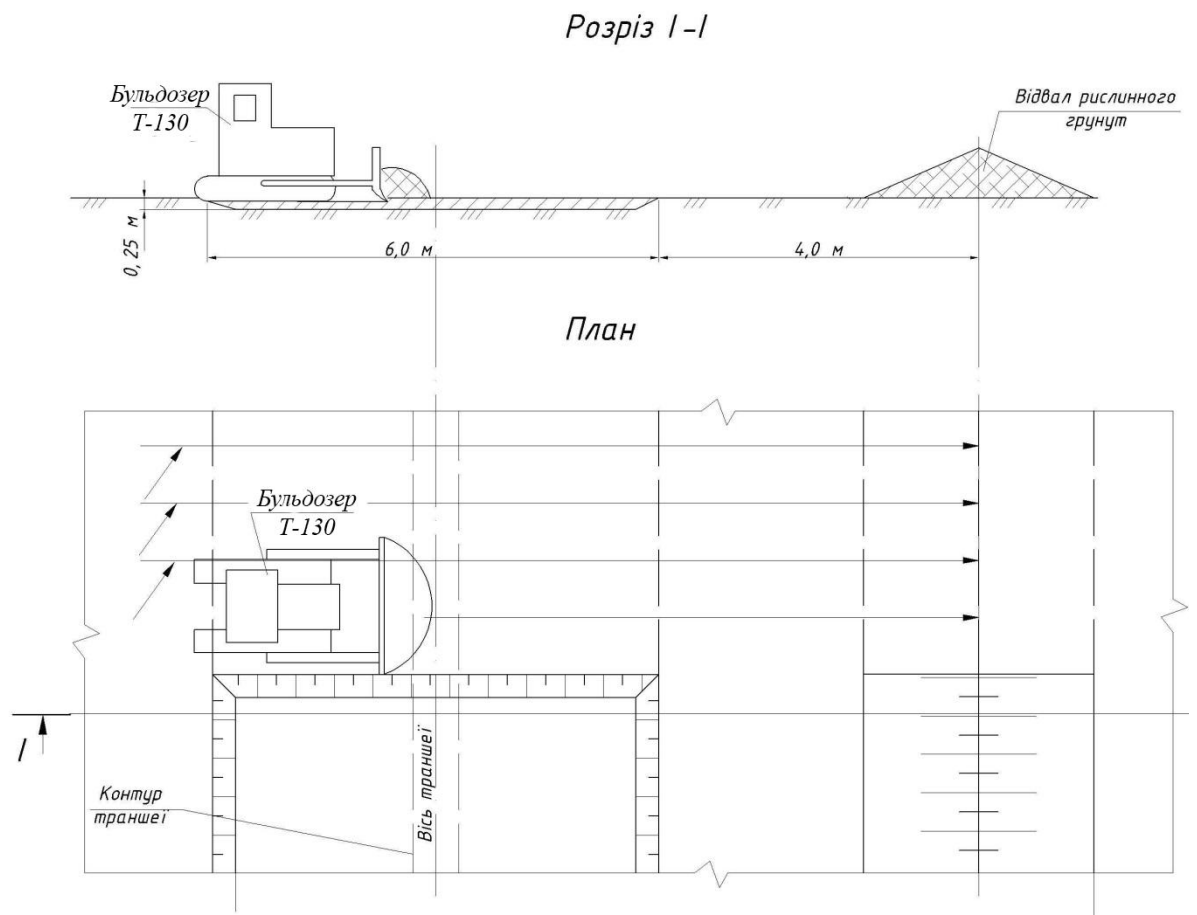 Розріз I-I
Бульдозер
Т-130
Відвал рислинного
грунут
0,25 м
6,0 м
4,0 м
План
Бульдозер
Т-130
I
Контур
траншеї
Вісь траншеї